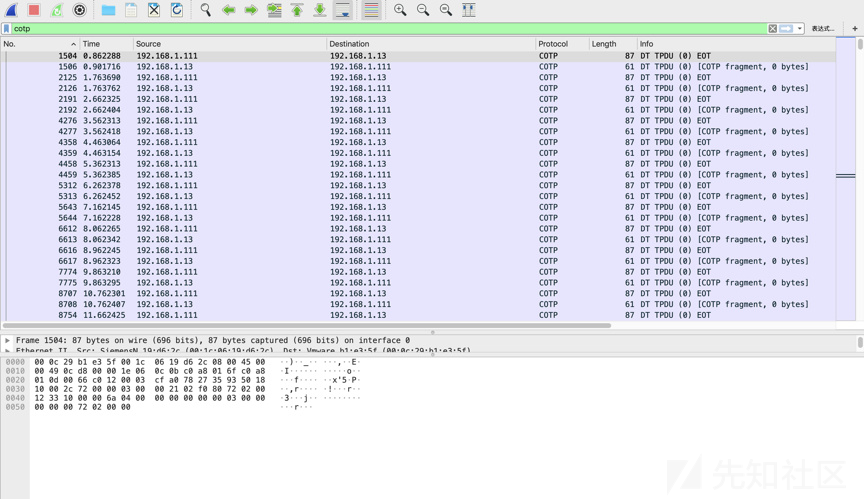 cotp 表达式... +
No. Time Source Destination Protocol Length Info
1504 0.862288 192.168.1.111 192.168.1.13 COTP 87 DT TPDU (0) EOT
1506 0.901716 192.168.1.13 192.168.1.111 COTP 61 DT TPDU (0) [COTP fragment, 0 bytes]
2125 1.763690 192.168.1.111 192.168.1.13 COTP 87 DT TPDU (0) EOT
2126 1.763762 192.168.1.13 192.168.1.111 COTP 61 DT TPDU (0) [COTP fragment, 0 bytes]
2191 2.662325 192.168.1.111 192.168.1.13 COTP 87 DT TPDU (0) EOT
2192 2.662404 192.168.1.13 192.168.1.111 COTP 61 DT TPDU (0) [COTP fragment, 0 bytes]
4276 3.562313 192.168.1.111 192.168.1.13 COTP 87 DT TPDU (0) EOT
4277 3.562418 192.168.1.13 192.168.1.111 COTP 61 DT TPDU (0) [COTP fragment, 0 bytes]
4358 4.463064 192.168.1.111 192.168.1.13 COTP 87 DT TPDU (0) EOT
4359 4.463154 192.168.1.13 192.168.1.111 COTP 61 DT TPDU (0) [COTP fragment, 0 bytes]
4458 5.362313 192.168.1.111 192.168.1.13 COTP 87 DT TPDU (0) EOT
4459 5.362385 192.168.1.13 192.168.1.111 COTP 61 DT TPDU (0) [COTP fragment, 0 bytes]
5312 6.262378 192.168.1.111 192.168.1.13 COTP 87 DT TPDU (0) EOT
5313 6.262452 192.168.1.13 192.168.1.111 COTP 61 DT TPDU (0) [COTP fragment, 0 bytes]
5643 7.162145 192.168.1.111 192.168.1.13 COTP 87 DT TPDU (0) EOT
5644 7.162228 192.168.1.13 192.168.1.111 COTP 61 DT TPDU (0) [COTP fragment, 0 bytes]
6612 8.062265 192.168.1.111 192.168.1.13 COTP 87 DT TPDU (0) EOT
6613 8.062342 192.168.1.13 192.168.1.111 COTP 61 DT TPDU (0) [COTP fragment, 0 bytes]
6616 8.962245 192.168.1.111 192.168.1.13 COTP 87 DT TPDU (0) EOT
6617 8.962323 192.168.1.13 192.168.1.111 COTP 61 DT TPDU (0) [COTP fragment, 0 bytes]
7774 9.863210 192.168.1.111 192.168.1.13 COTP 87 DT TPDU (0) EOT
7775 9.863295 192.168.1.13 192.168.1.111 COTP 61 DT TPDU (0) [COTP fragment, 0 bytes]
8707 10.762301 192.168.1.111 192.168.1.13 COTP 87 DT TPDU (0) EOT
8708 10.762407 192.168.1.13 192.168.1.111 COTP 61 DT TPDU (0) [COTP fragment, 0 bytes]
8754 11.662425 192.168.1.111 192.168.1.13 COTP 87 DT TPDU (0) EOT
Frame 1504: 87 bytes on wire (696 bits), 87 bytes captured (696 bits) on interface 0
Ethernet II, Src: SiemensN_19:d6:2c (00:1c:06:19:d6:2c), Dst: Vmware_b1:e3:5f (00:0c:29:b1:e3:5f)
0000 00 0c 29 b1 e3 5f 00 1c 06 19 d6 2c 08 00 45 00 ··)··_·· ···,··E·
0010 00 49 0c d8 00 00 1e 06 0c 0b c0 a8 01 6f c0 a8 ·I······ ·····o··
0020 01 0d 00 66 c0 12 00 03 cf a0 78 27 35 93 50 18 ···f···· ··x'5·P·
0030 10 00 2c 72 00 00 03 00 00 21 02 f0 80 72 02 00 ··,r···· ·!···r··
0040 12 33 10 00 00 6a 04 00 00 00 00 00 00 03 00 00 ·3···j·· ········
0050 00 00 00 72 02 00 00 ···r···
先知社区